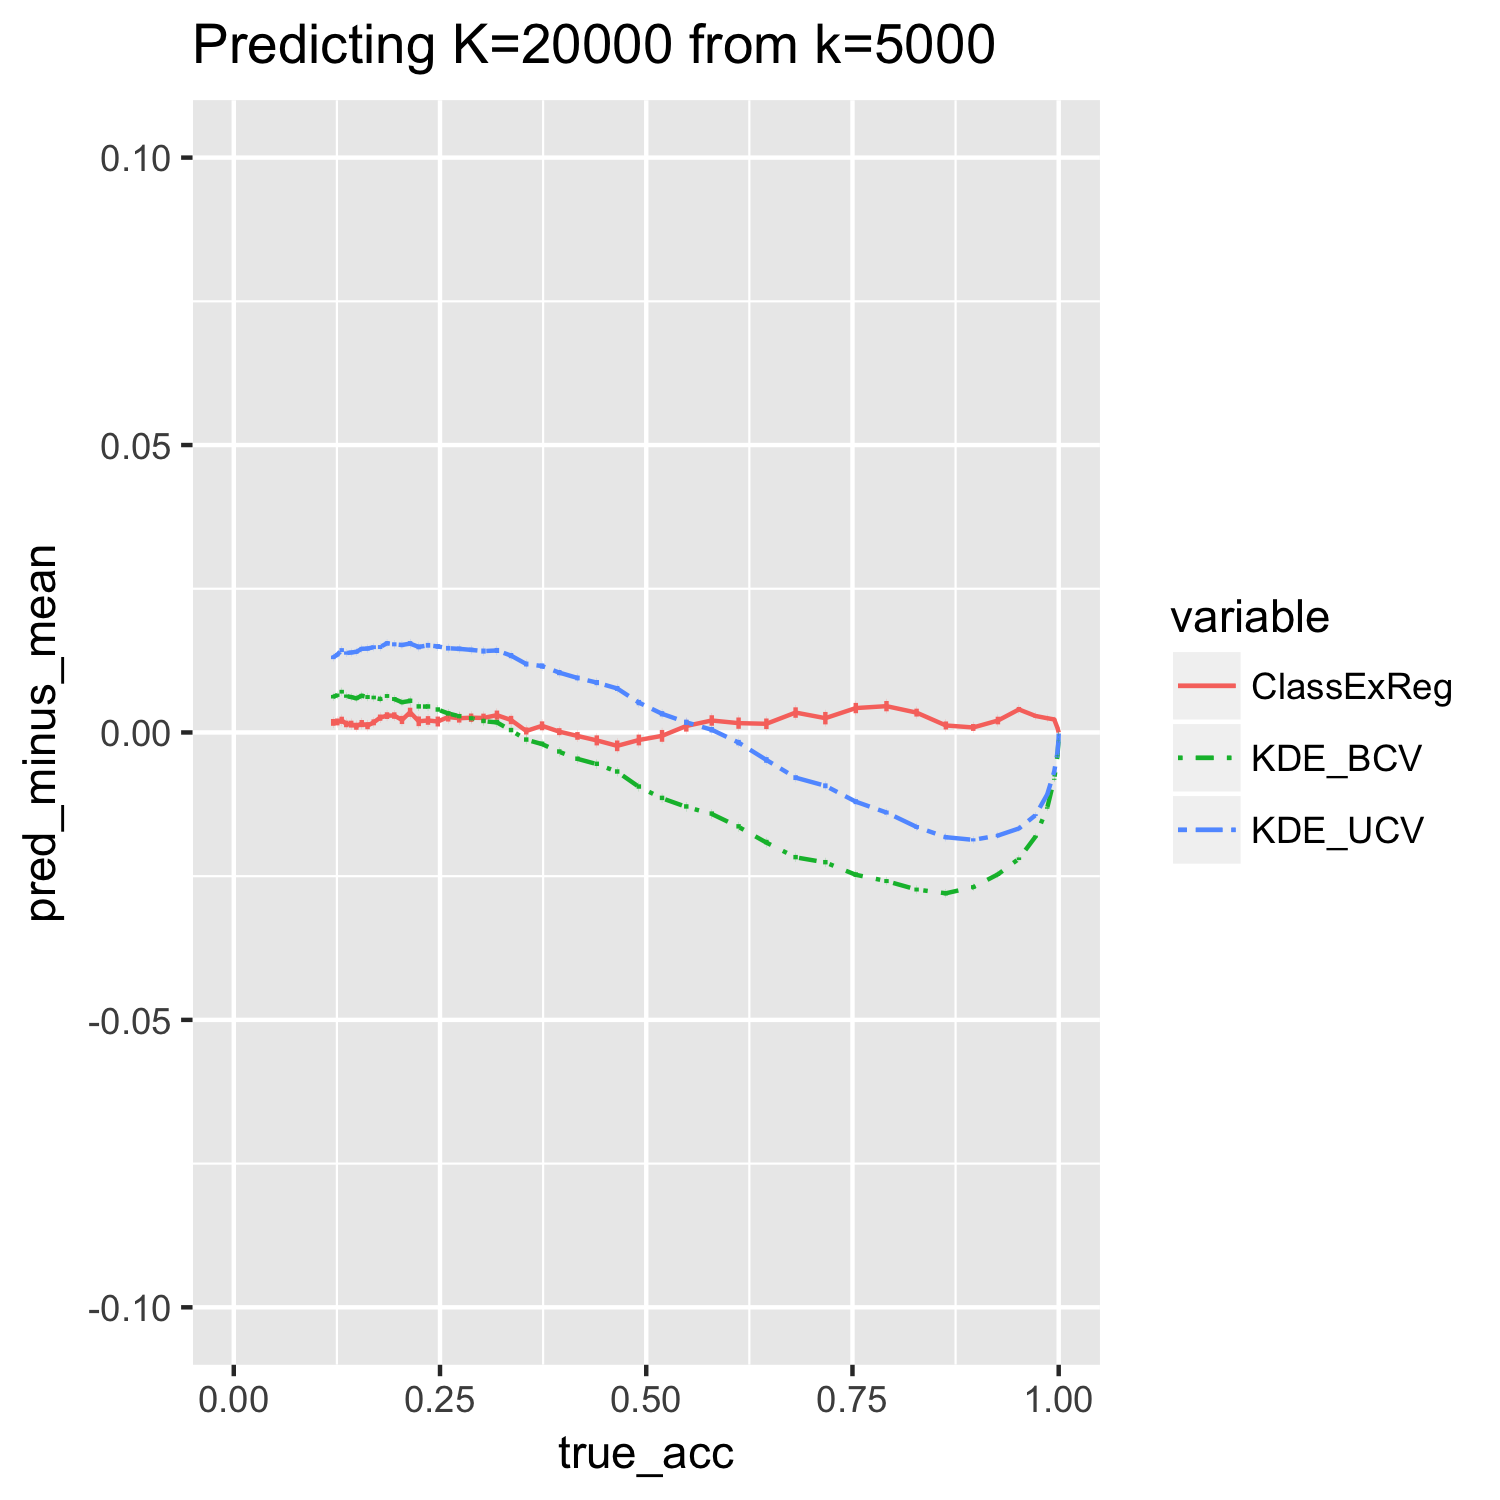 Predicting K=20000 from k=5000
0.10
0.05
0.00
-0.05
-0.10
pred_minus_mean
0.00 0.25 0.50 0.75 1.00
true_acc
variable
ClassExReg
KDE_BCV
KDE_UCV